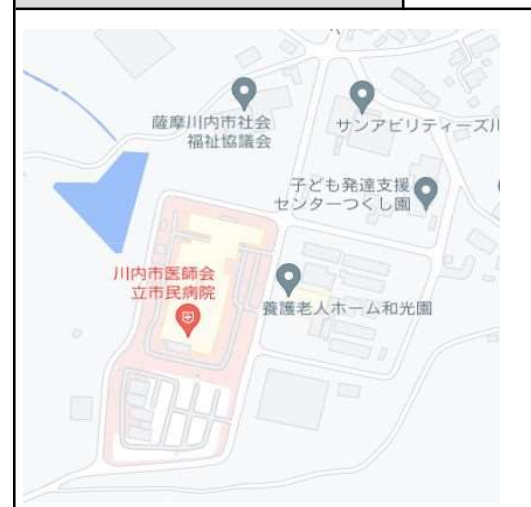 薩摩川内市社会
福祉協議会
サンアビリティーズ川
子ども発達支援
センターつくし園
川内市医師会
立市民病院
養護老人ホーム和光園